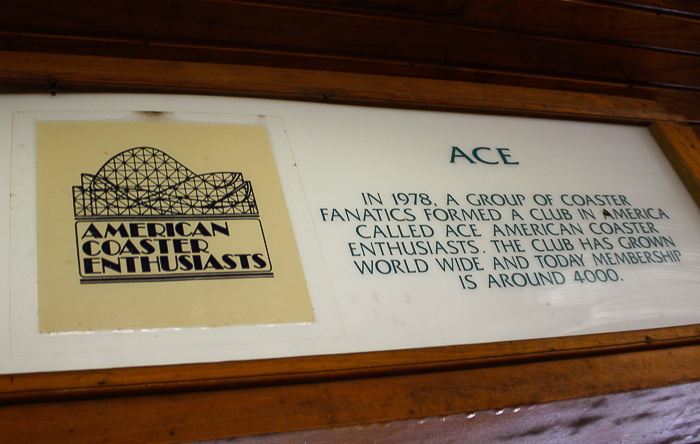 AMERICAN
COASTER
ENTHUSIASTS
ACE
IN 1978, A GROUP OF COASTER
FANATICS FORMED A CLUB IN AMERICA
CALLED ACE AMERICAN COASTER
ENTHUSIASTS. THE CLUB HAS GROWN
WORLD WIDE AND TODAY MEMBERSHIP
IS AROUND 4000.